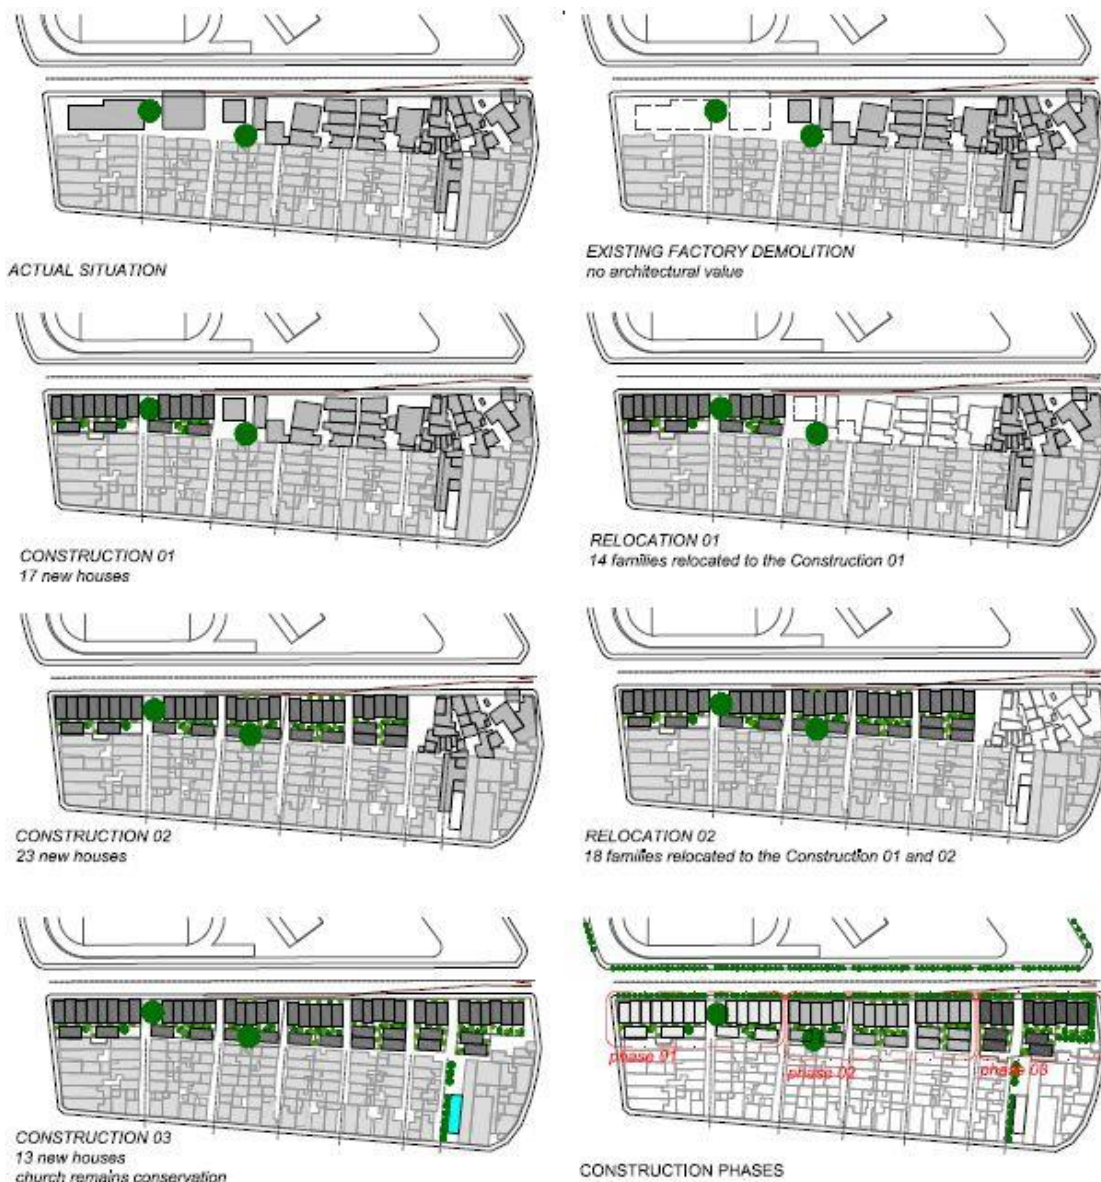 ACTUAL SITUATION
EXISTING FACTORY DEMOLITION
no architectural value
CONSTRUCTION 01
17 new houses
RELOCATION 01
14 families relocated to the Construction 01
CONSTRUCTION 02
23 new houses
RELOCATION 02
18 families relocated to the Construction 01 and 02
CONSTRUCTION 03
13 new houses
church remains conservation
phase 01
phase 02
phase 03
CONSTRUCTION PHASES